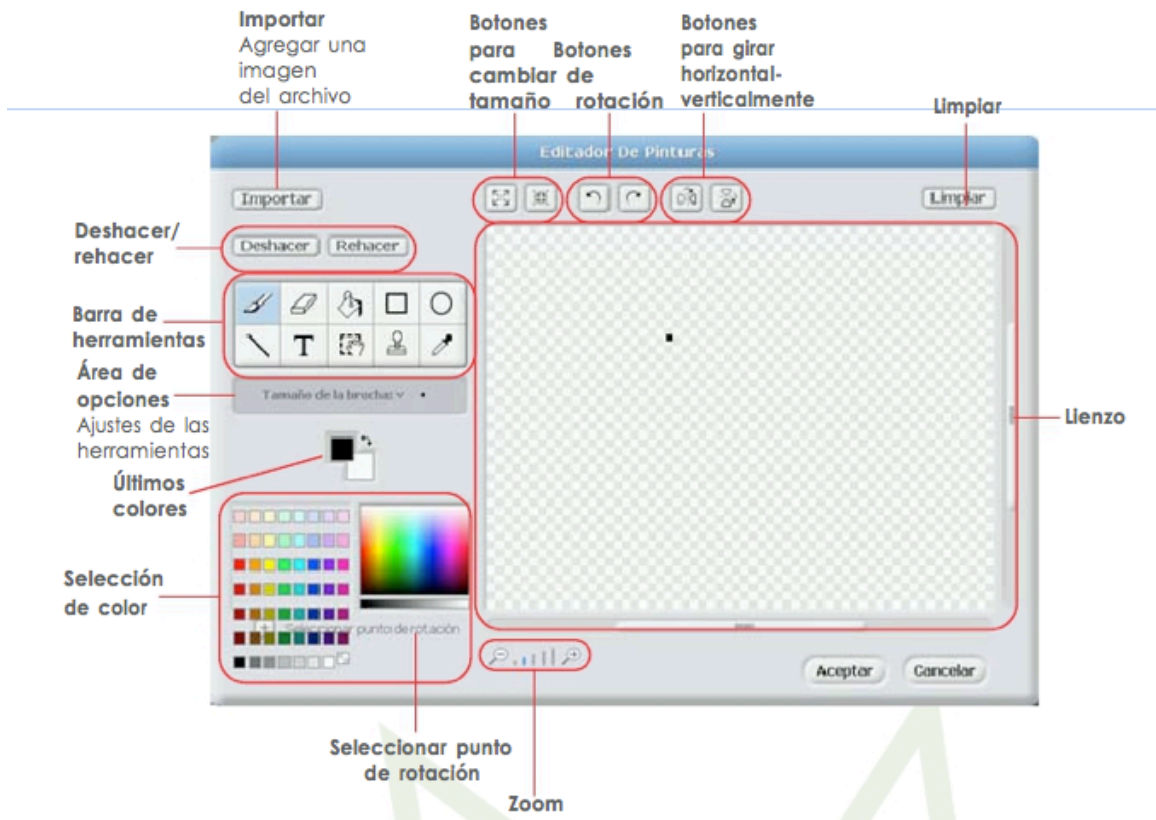 Importar
Agregar una
imagen
del archivo
Botones
para
cambiar
tamaño
Botones
de
rotación
Botones
para girar
horizontal-
verticalmente
Limpiar
Editador De Pinturas
Importar
Limpiar
Deshacer/
rehacer
Deshacer
Rehacer
Barra de
herramientas
T
Área de
opciones
Ajustes de las
herramientas
Tamaño de la brocha:
Lienzo
Últimos
colores
Selección
de color
Seleccionar punto de rotación
Aceptar
Cancelar
Seleccionar punto
de rotación
Zoom